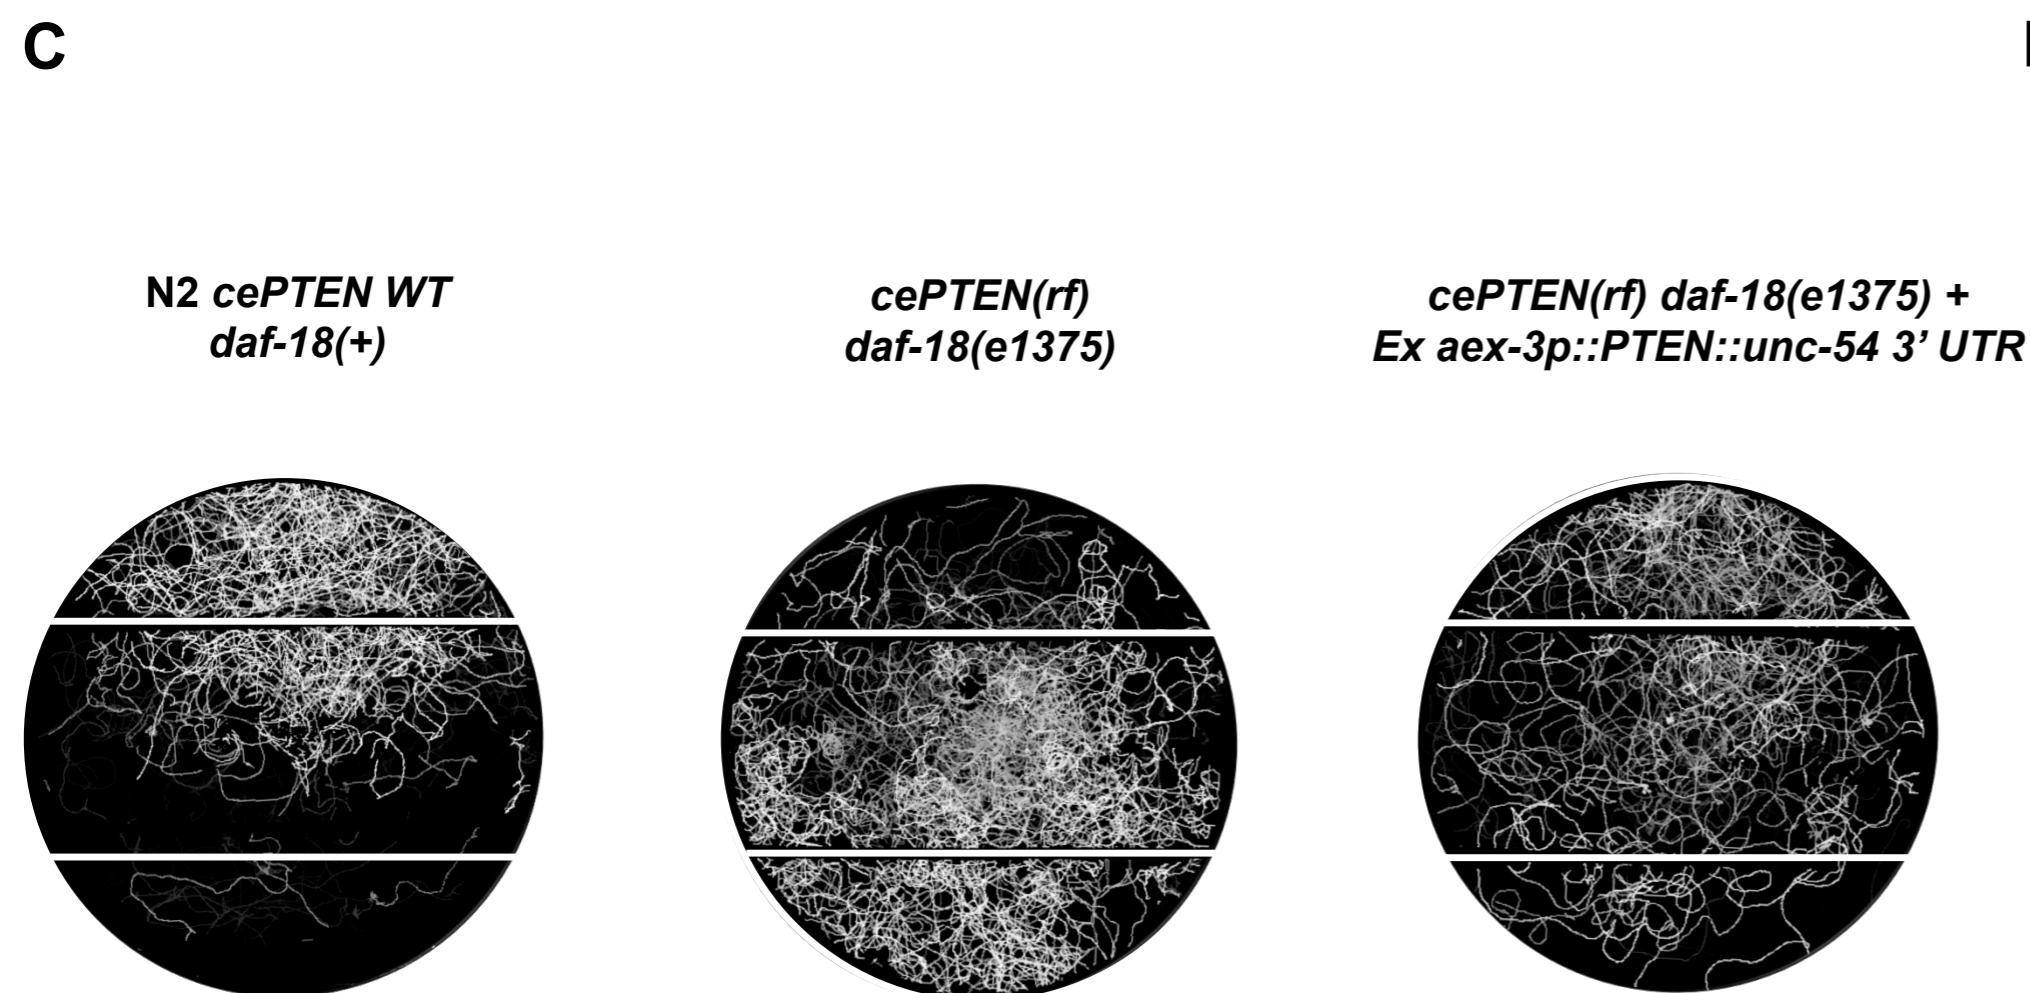 C
N2 cePTEN WT
daf-18(+)
cePTEN(rf)
daf-18(e1375)
cePTEN(rf) daf-18(e1375) +
Ex aex-3p::PTEN::unc-54 3’ UTR